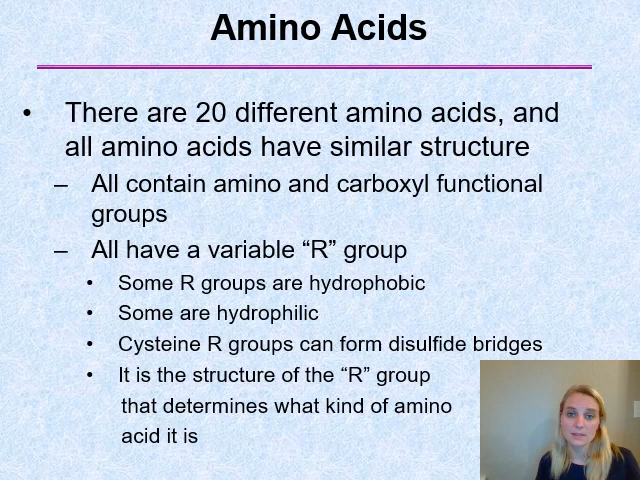 Amino Acids
• There are 20 different amino acids, and
all amino acids have similar structure
– All contain amino and carboxyl functional
groups
– All have a variable “R” group
• Some R groups are hydrophobic
• Some are hydrophilic
• Cysteine R groups can form disulfide bridges
• It is the structure of the “R” group
that determines what kind of amino
acid it is